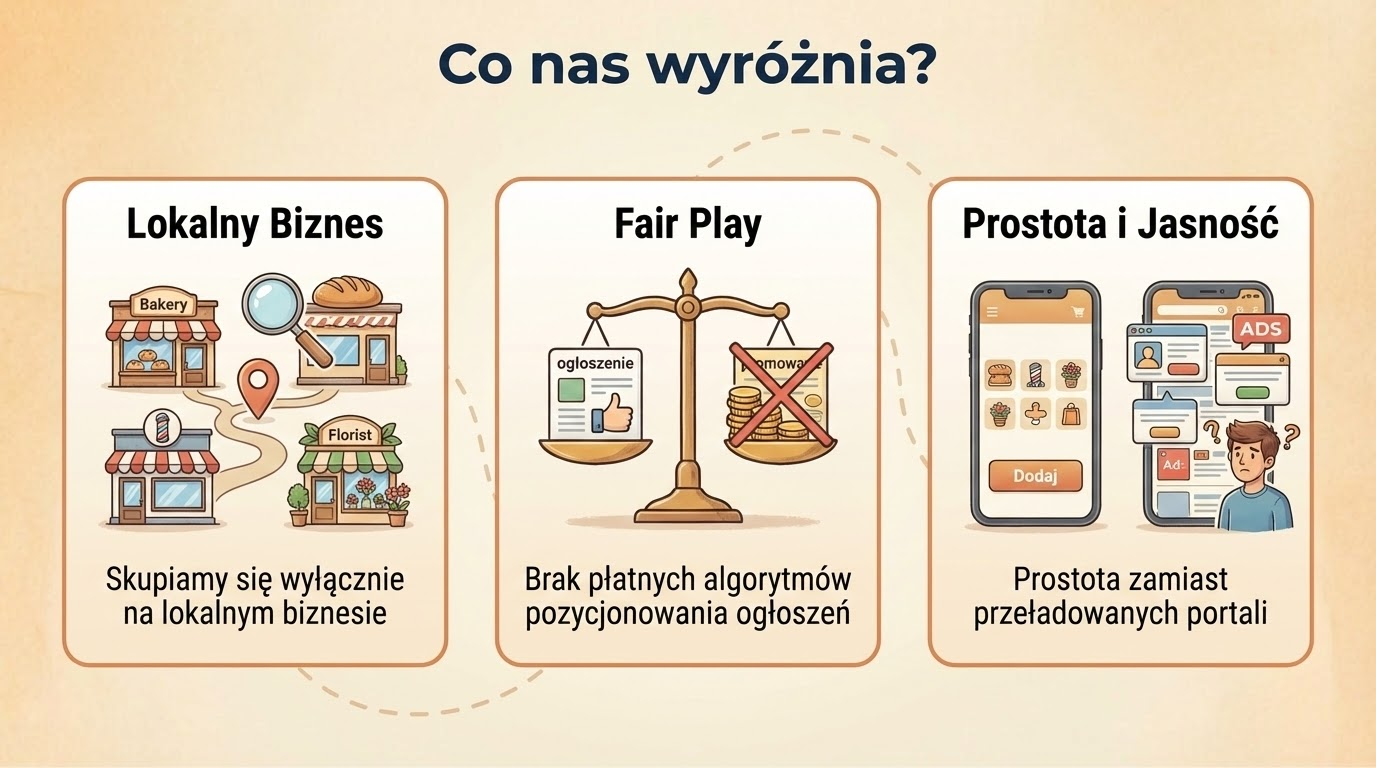 Co nas wyróżnia?
Lokalny Biznes
Bakery
Florist
Skupiamy się wyłącznie
na lokalnym biznesie
Fair Play
ogłoszenie
promowane
Brak płatnych algorytmów
pozycjonowania ogłoszeń
Prostota i Jasność
Dodaj
ADS
Ad
Prostota zamiast
przeładowanych portali